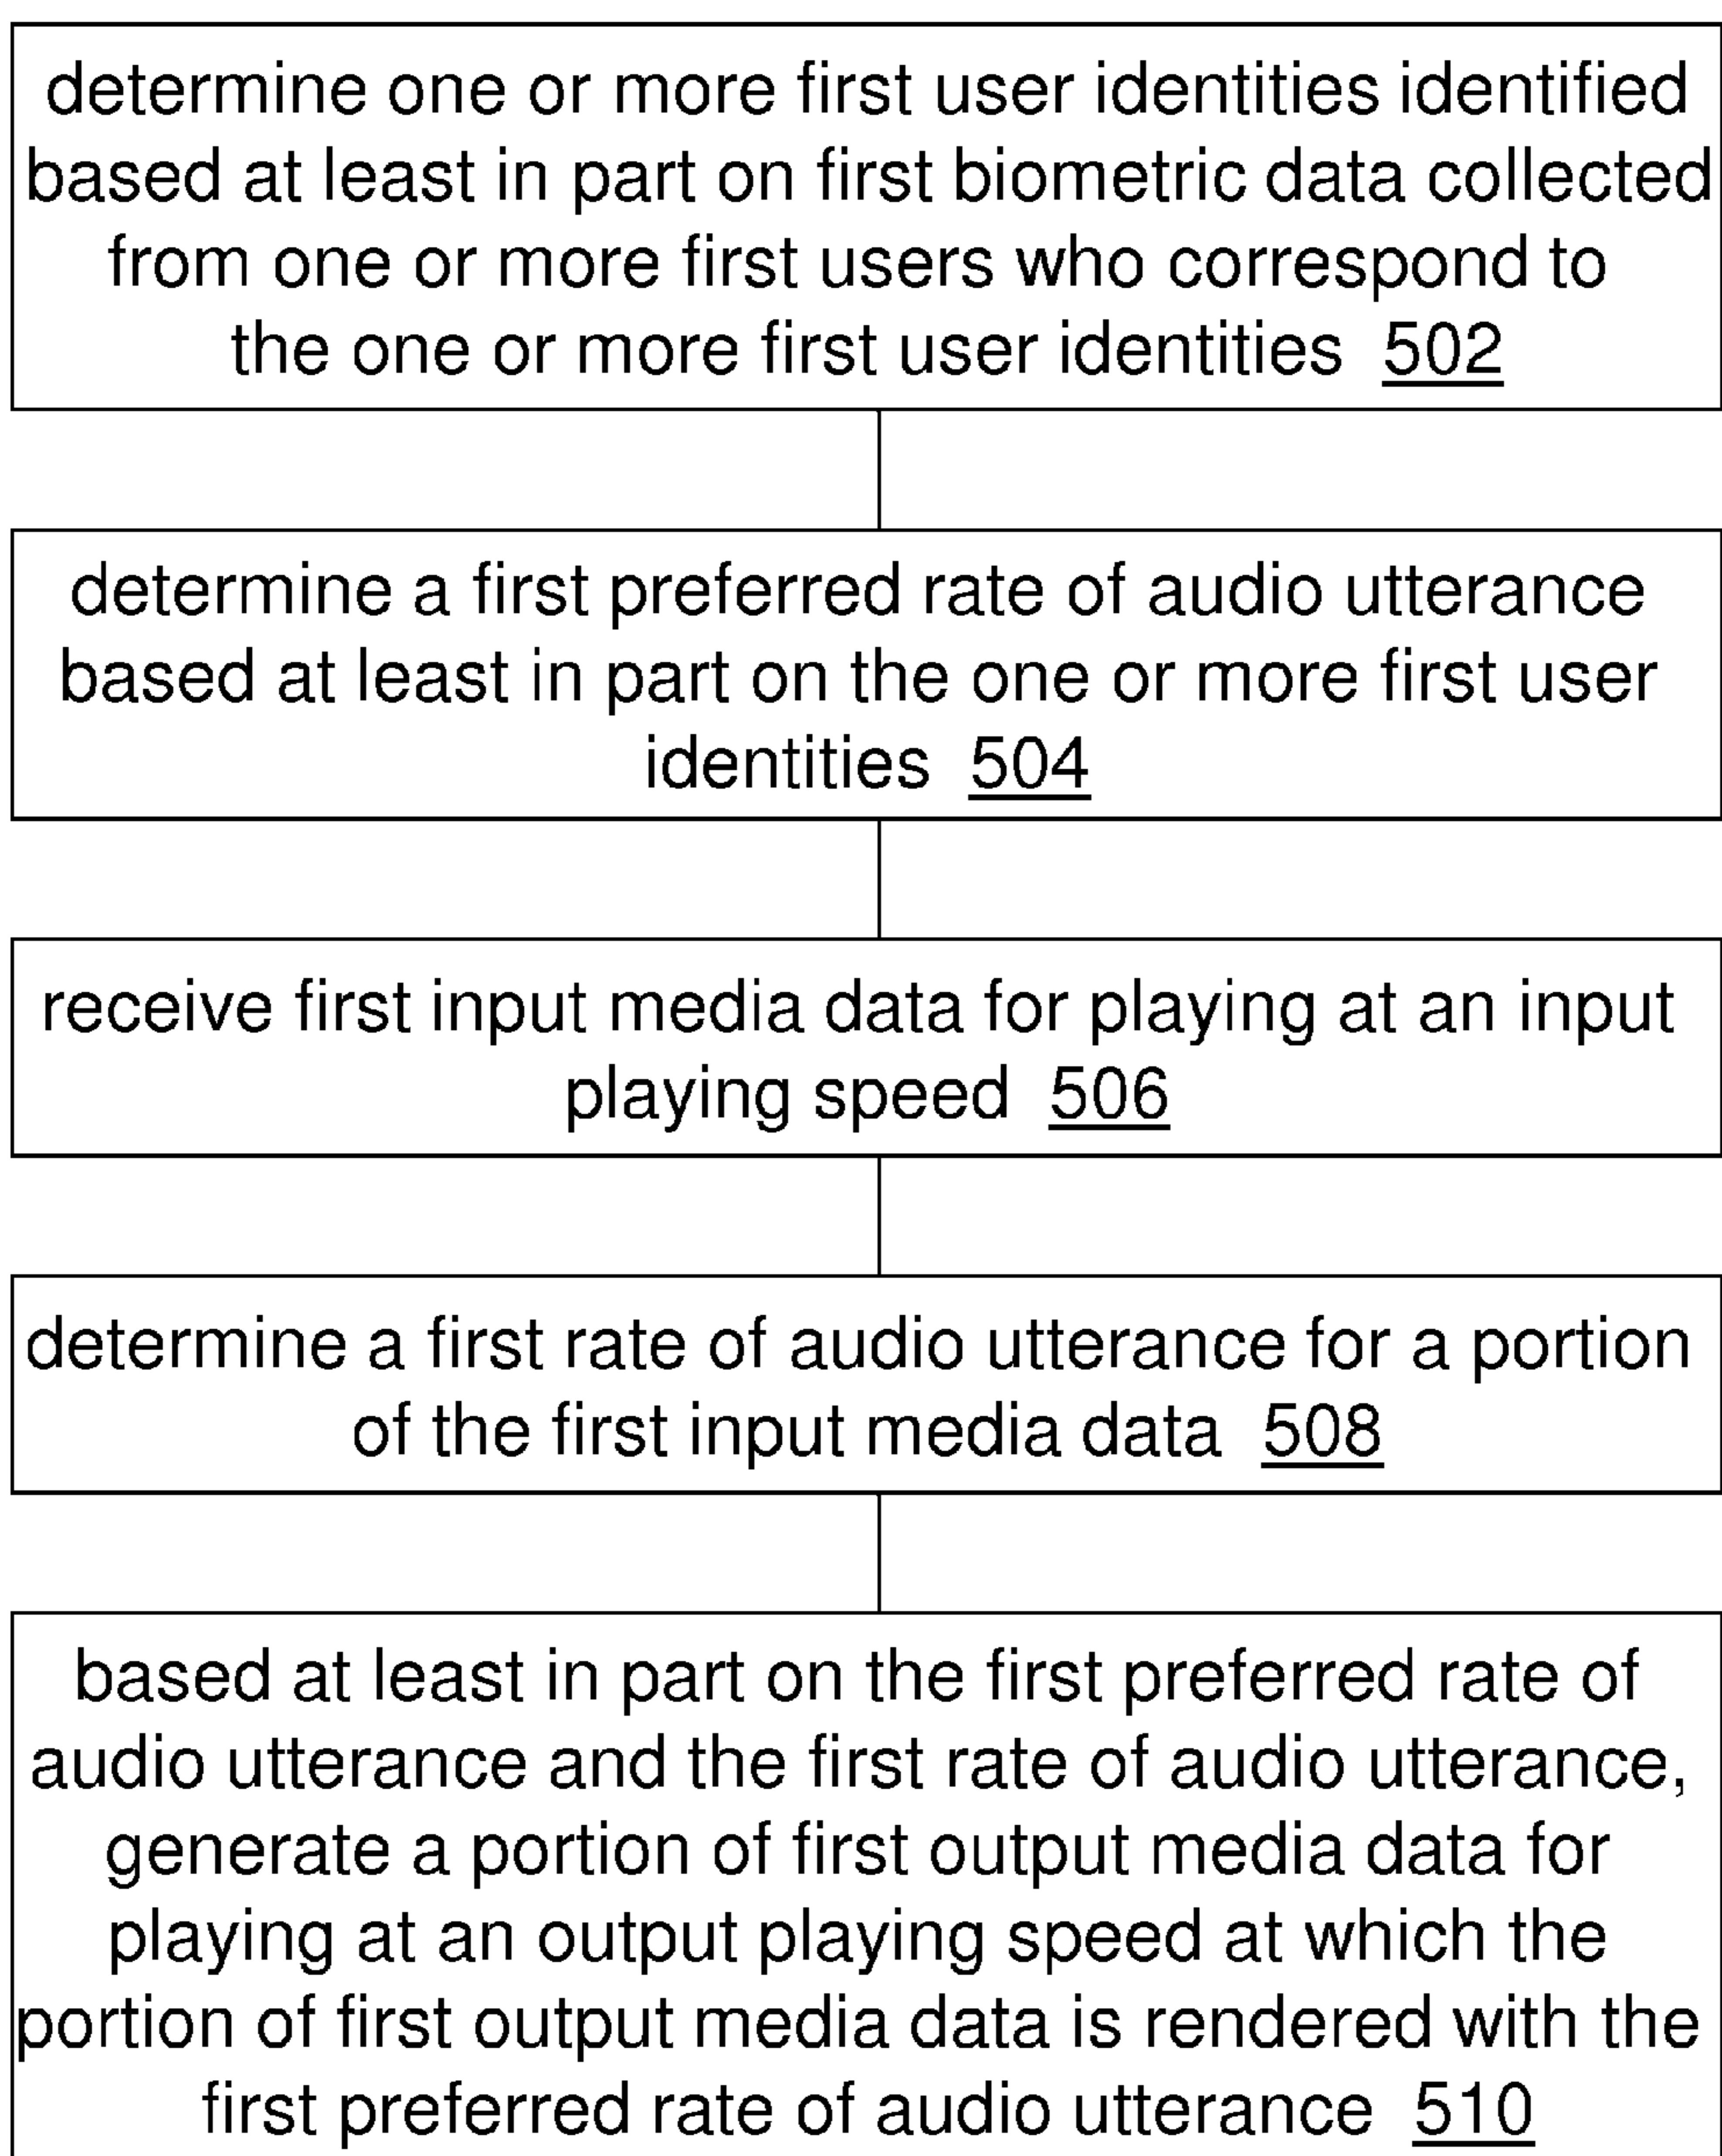 determine one or more first user identities identified
based at least in part on first biometric data collected
from one or more first users who correspond to
the one or more first user identities 502
determine a first preferred rate of audio utterance
based at least in part on the one or more first user
identities 504
receive first input media data for playing at an input
playing speed 506
determine a first rate of audio utterance for a portion
of the first input media data 508
based at least in part on the first preferred rate of
audio utterance and the first rate of audio utterance,
generate a portion of first output media data for
playing at an output playing speed at which the
portion of first output media data is rendered with the
first preferred rate of audio utterance 510